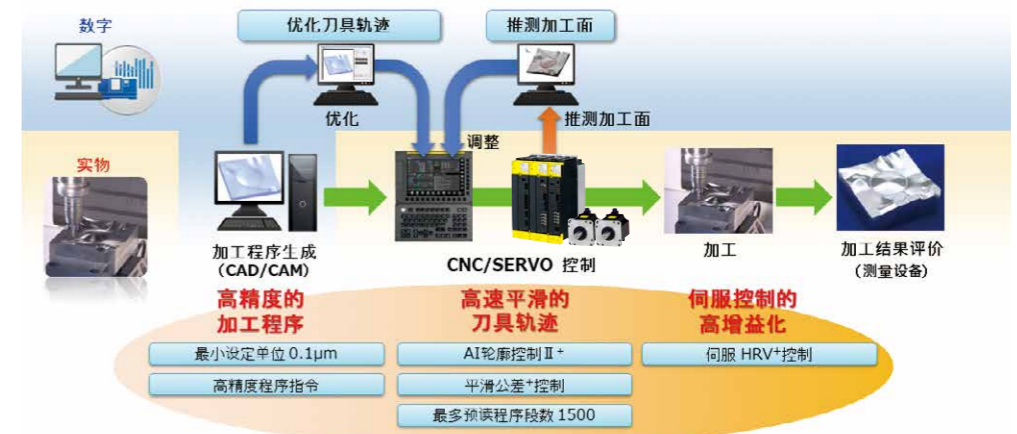 数字
优化刀具轨迹
推测加工面
优化
推测加工面
调整
实物
加工程序生成
（CAD/CAM）
CNC/SERVO 控制
加工
加工结果评价
（测量设备）
高精度的
加工程序
最小设定单位 0.1μm
高精度程序指令
高速平滑的
刀具轨迹
AI轮廓控制Ⅱ⁺
平滑公差⁺控制
最多预读程序段数 1500
伺服控制的
高增益化
伺服 HRV⁺控制